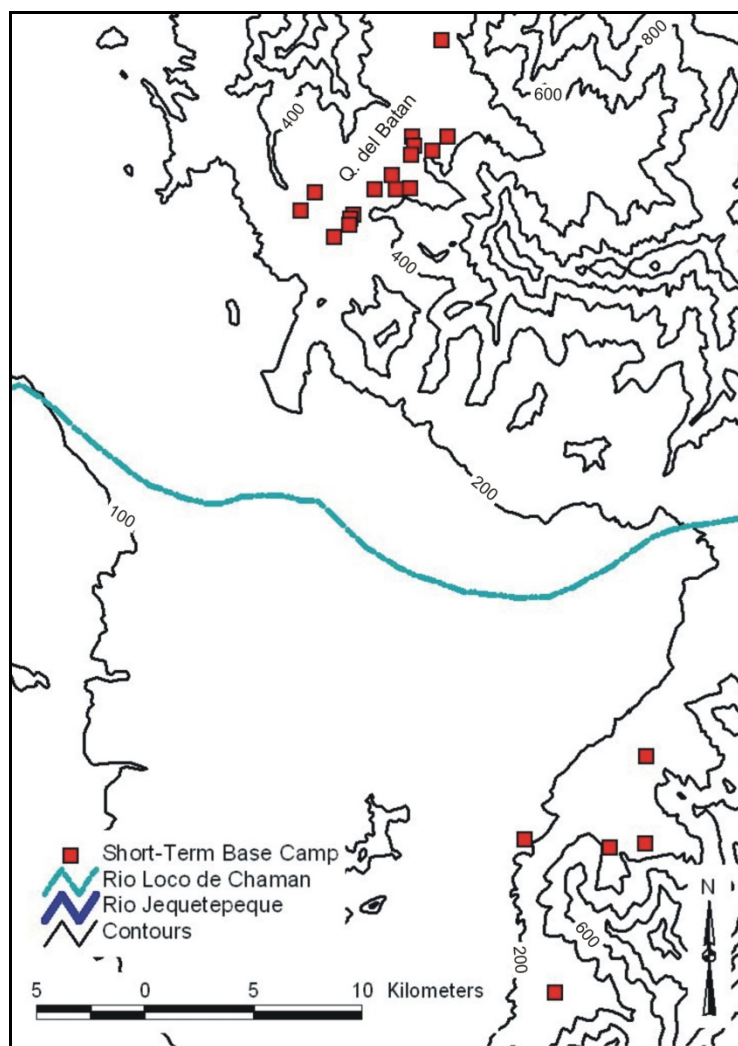 800
600
400
Q. del Batan
400
200
100
Short-Term Base Camp
Rio Loco de Chaman
Rio Jequetepeque
Contours
N
600
200
5 0 5 10 Kilometers